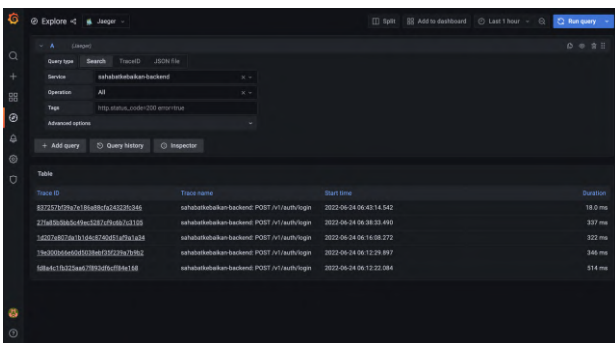 Explore Jaeger Split Add to dashboard Last 1 hour Run query
A (Jaeger)
Query type Search TraceID JSON file
Service sahabatkebaikan-backend
Operation All
Tags http.status_code=200 error=true
Advanced options
+ Add query Query history Inspector
Table
Trace ID Trace name Start time Duration
sahabatkebaikan-backend: POST /v1/auth/login 2022-06-24 06:43:14.542 18.0 ms
sahabatkebaikan-backend: POST /v1/auth/login 2022-06-24 06:38:33.490 337 ms
sahabatkebaikan-backend: POST /v1/auth/login 2022-06-24 06:16:08.272 322 ms
sahabatkebaikan-backend: POST /v1/auth/login 2022-06-24 06:12:29.897 346 ms
sahabatkebaikan-backend: POST /v1/auth/login 2022-06-24 06:12:22.084 514 ms